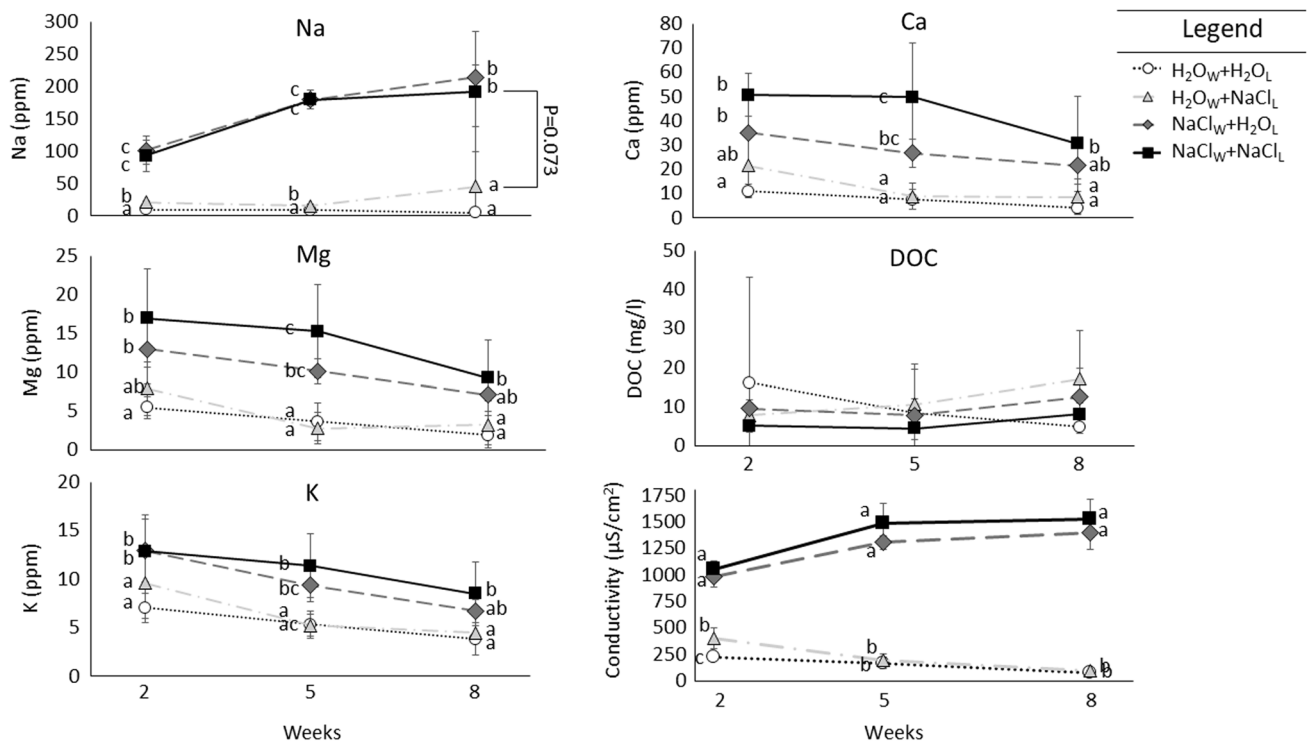 Na
Na (ppm)
300
250
200
150
100
50
0
c
c
b
a
c
c
b
a
b
b
a
a
P=0.073
Ca
Ca (ppm)
80
70
60
50
40
30
20
10
0
b
b
ab
a
c
bc
a
a
b
ab
a
a
Legend
H₂O_W+H₂O_L
H₂O_W+NaCl_L
NaCl_W+H₂O_L
NaCl_W+NaCl_L
Mg
Mg (ppm)
25
20
15
10
5
0
b
b
ab
a
c
bc
a
a
b
ab
a
a
DOC
DOC (mg/l)
50
40
30
20
10
0
2
5
8
K
K (ppm)
20
15
10
5
0
b
b
a
a
b
bc
a
ac
b
ab
a
a
2
5
8
Weeks
Conductivity (µS/cm²)
1750
1500
1250
1000
750
500
250
0
a
a
b
c
a
a
b
b
a
a
b
b
2
5
8
Weeks